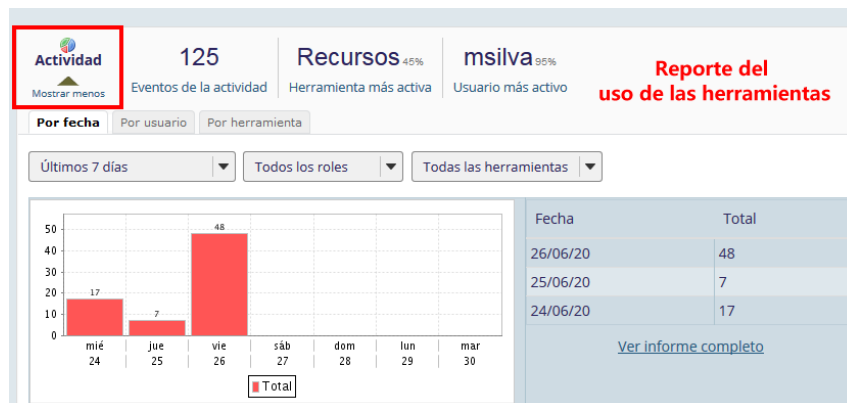 Actividad
Mostrar menos
125
Eventos de la actividad
Recursos 45%
Herramienta más activa
msilva 95%
Usuario más activo
Reporte del
uso de las herramientas
Por fecha
Por usuario
Por herramienta
Últimos 7 días
Todos los roles
Todas las herramientas
50
40
30
20
10
0
17
7
48
mié jue vie sáb dom lun mar
24 25 26 27 28 29 30
Total
Fecha Total
26/06/20 48
25/06/20 7
24/06/20 17
Ver informe completo